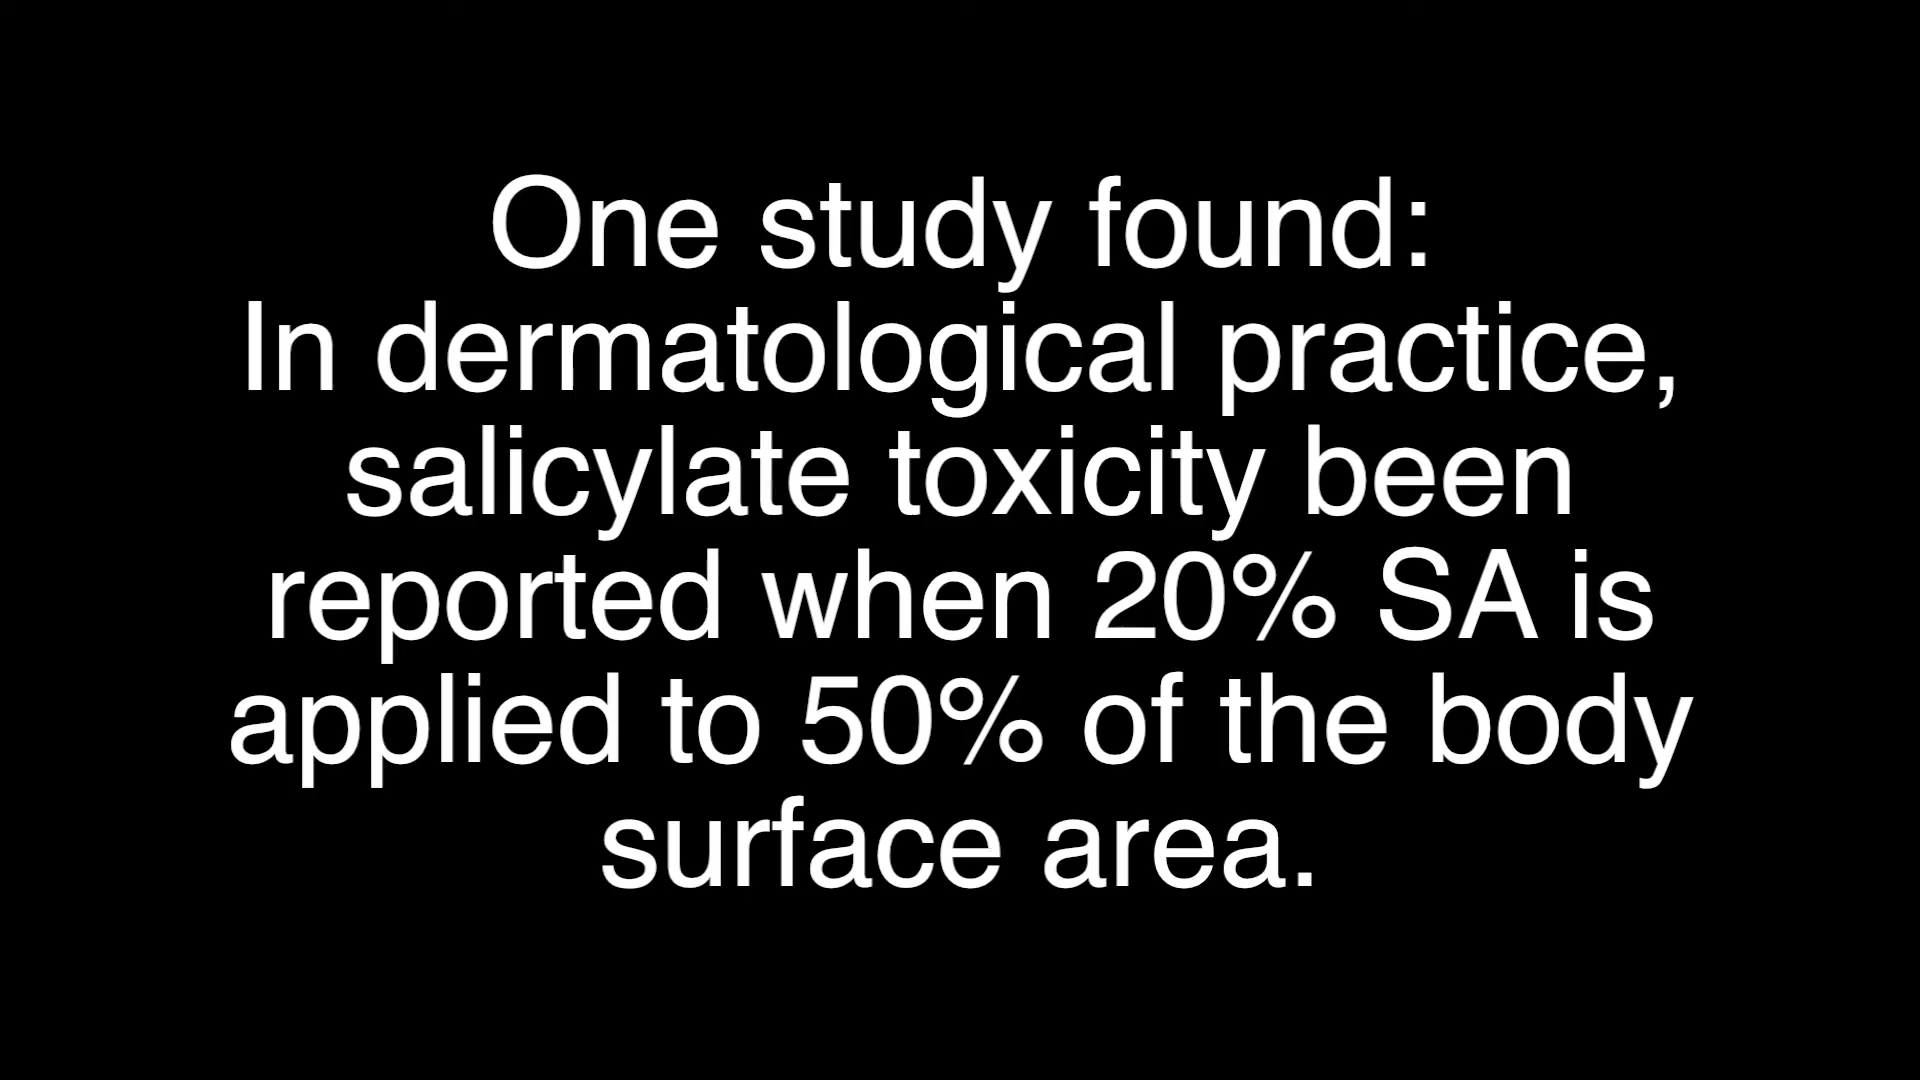 One study found:
In dermatological practice,
salicylate toxicity been
reported when 20% SA is
applied to 50% of the body
surface area.